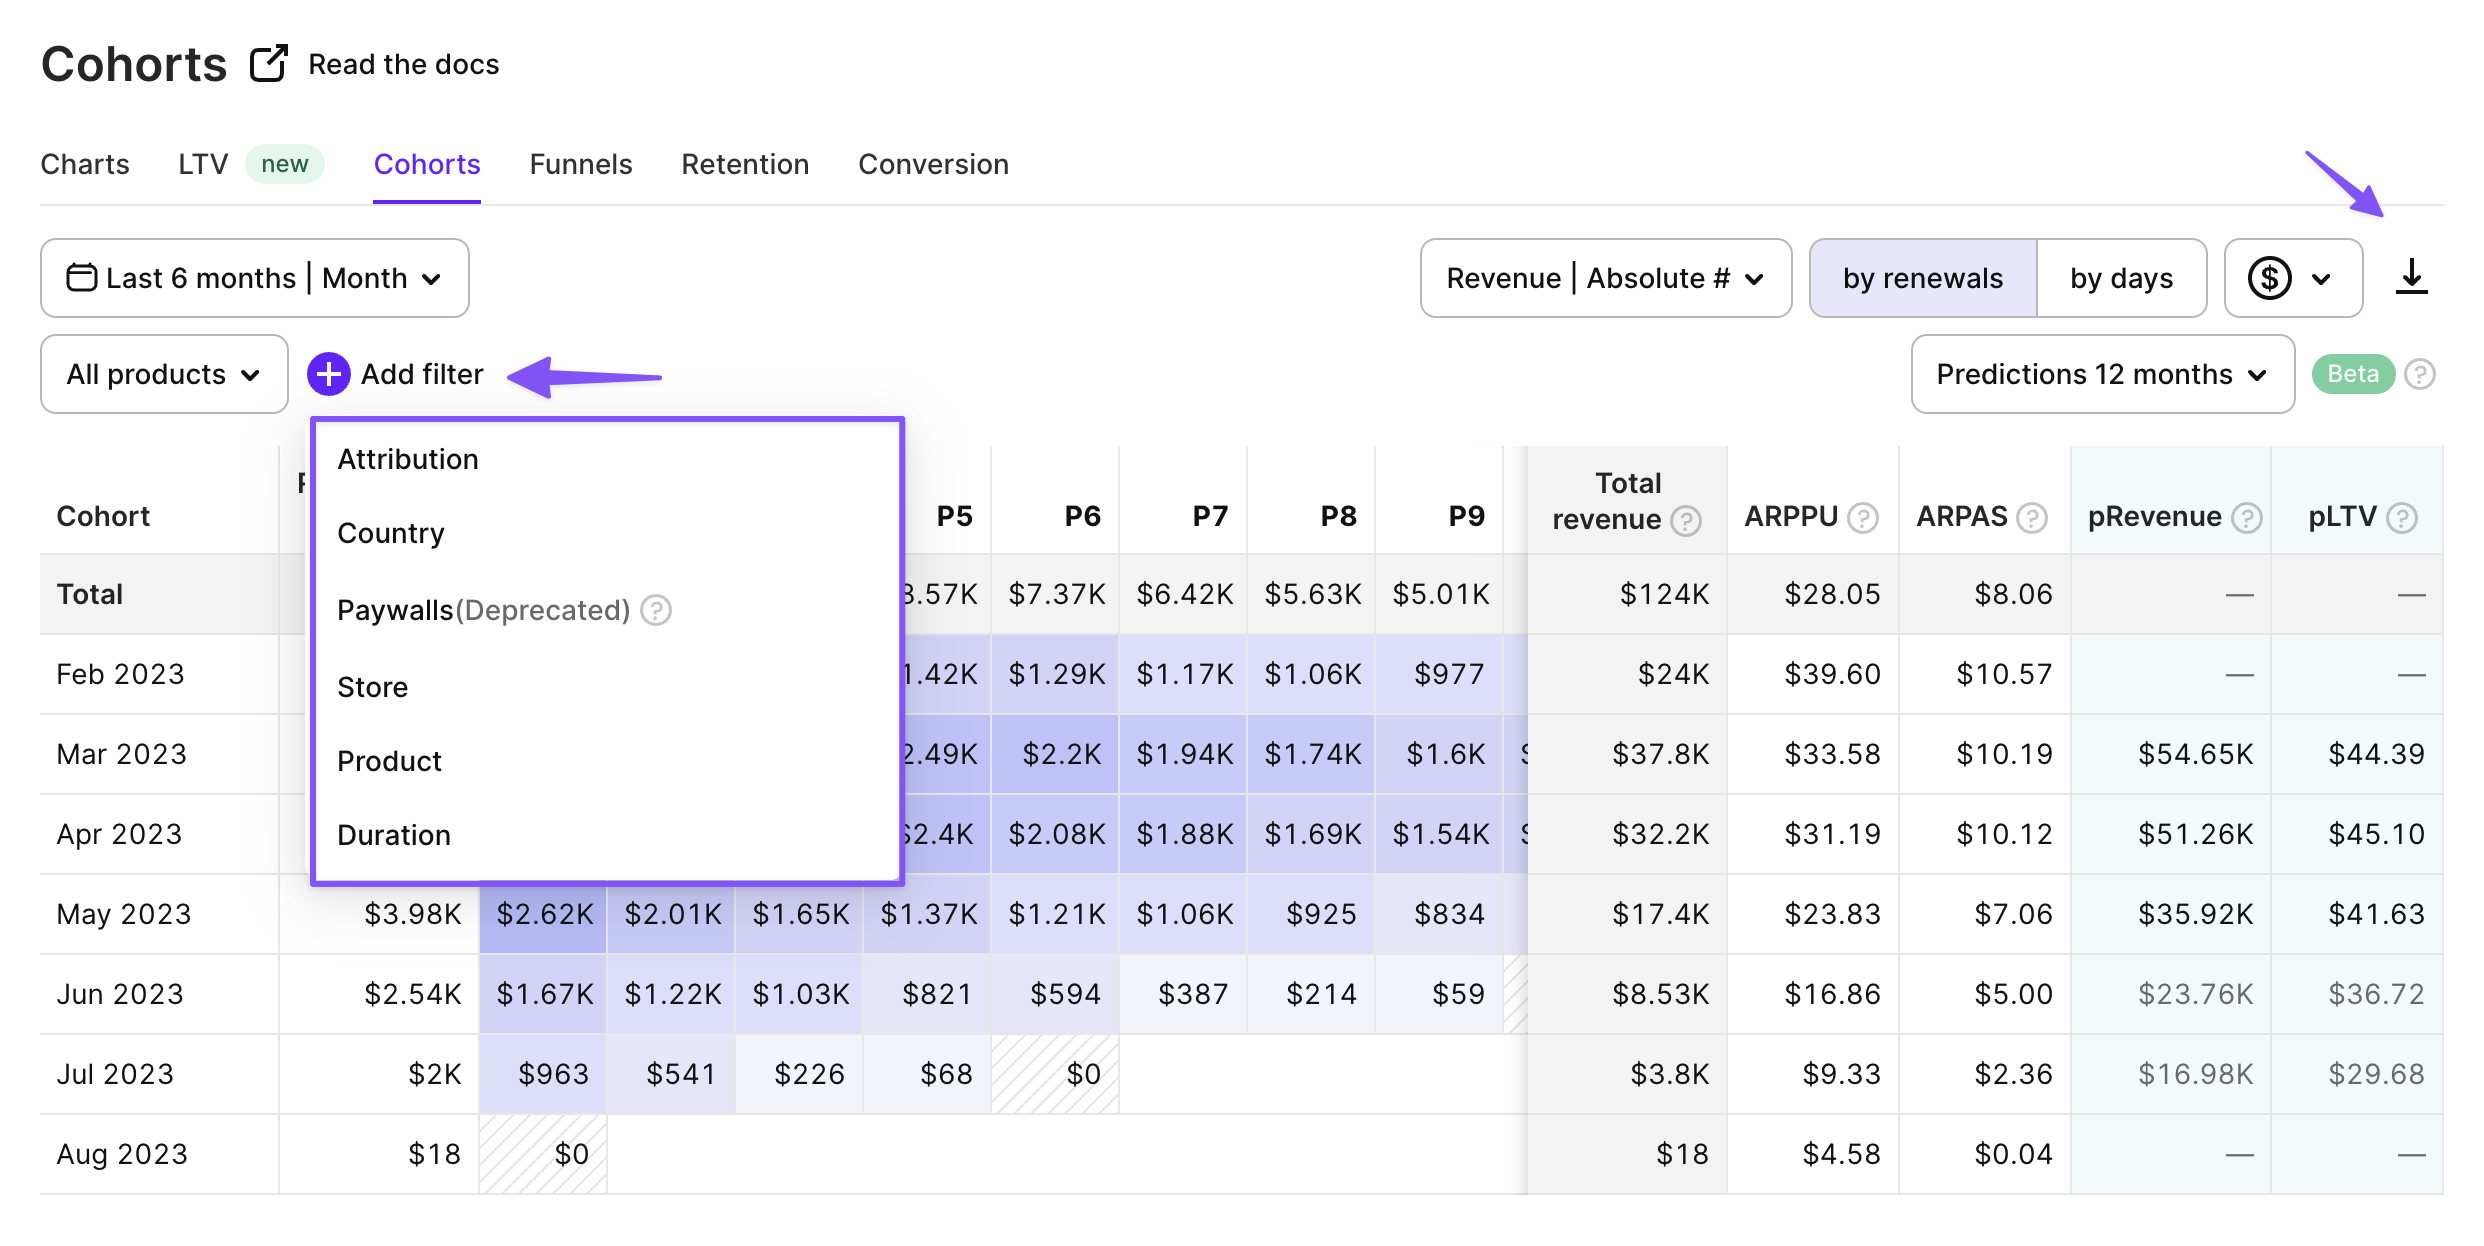 Cohorts Read the docs
Charts LTV new Cohorts Funnels Retention Conversion
Last 6 months | Month Revenue | Absolute # by renewals by days $
All products + Add filter Predictions 12 months Beta ?
Attribution
Country
Paywalls(Deprecated) ?
Store
Product
Duration
Cohort P5 P6 P7 P8 P9 Total revenue ? ARPPU ? ARPAS ? pRevenue ? pLTV ?
Total .57K $7.37K $6.42K $5.63K $5.01K $124K $28.05 $8.06 — —
Feb 2023 1.42K $1.29K $1.17K $1.06K $977 $24K $39.60 $10.57 — —
Mar 2023 2.49K $2.2K $1.94K $1.74K $1.6K $37.8K $33.58 $10.19 $54.65K $44.39
Apr 2023 $2.4K $2.08K $1.88K $1.69K $1.54K $32.2K $31.19 $10.12 $51.26K $45.10
May 2023 $3.98K $2.62K $2.01K $1.65K $1.37K $1.21K $1.06K $925 $834 $17.4K $23.83 $7.06 $35.92K $41.63
Jun 2023 $2.54K $1.67K $1.22K $1.03K $821 $594 $387 $214 $59 $8.53K $16.86 $5.00 $23.76K $36.72
Jul 2023 $2K $963 $541 $226 $68 $0 $3.8K $9.33 $2.36 $16.98K $29.68
Aug 2023 $18 $0 $18 $4.58 $0.04 — —